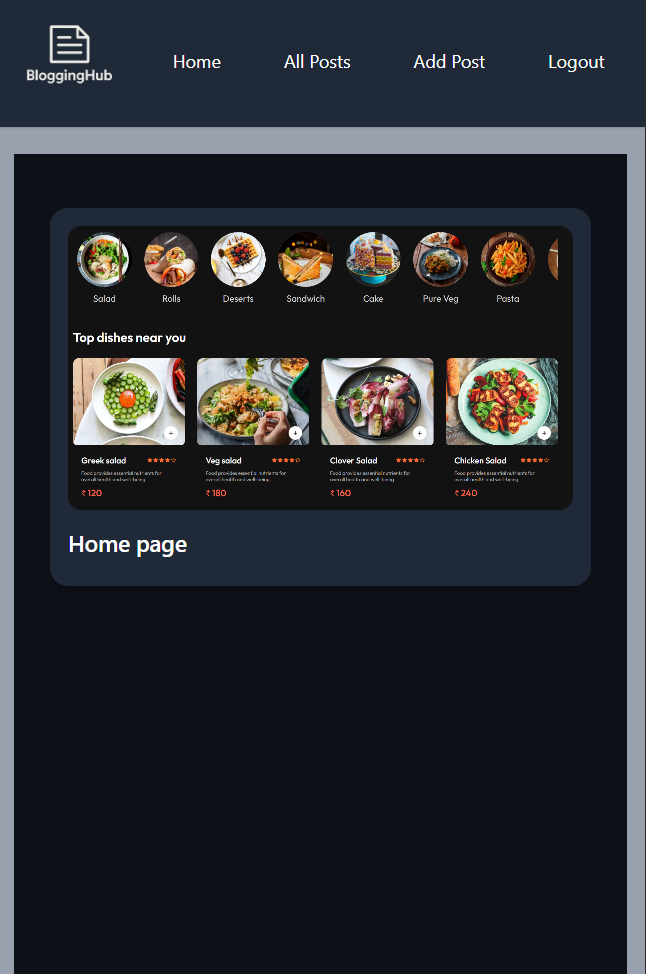 BloggingHub
Home
All Posts
Add Post
Logout
Salad
Rolls
Deserts
Sandwich
Cake
Pure Veg
Pasta
Top dishes near you
Greek salad
Food provides essential nutrients for
overall health and well-being
₹ 120
Veg salad
Food provides essential nutrients for
overall health and well-being
₹ 180
Clover Salad
Food provides essential nutrients for
overall health and well-being
₹ 160
Chicken Salad
Food provides essential nutrients for
overall health and well-being
₹ 240
Home page